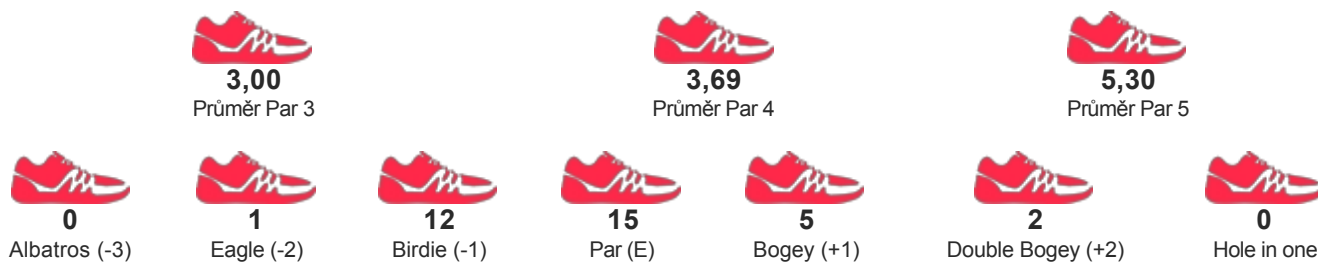 3,00 3,69 5,30
Průměr Par 3 Průměr Par 4 Průměr Par 5
0 1 12 15 5 2 0
Albatros (-3) Eagle (-2) Birdie (-1) Par (E) Bogey (+1) Double Bogey (+2) Hole in one